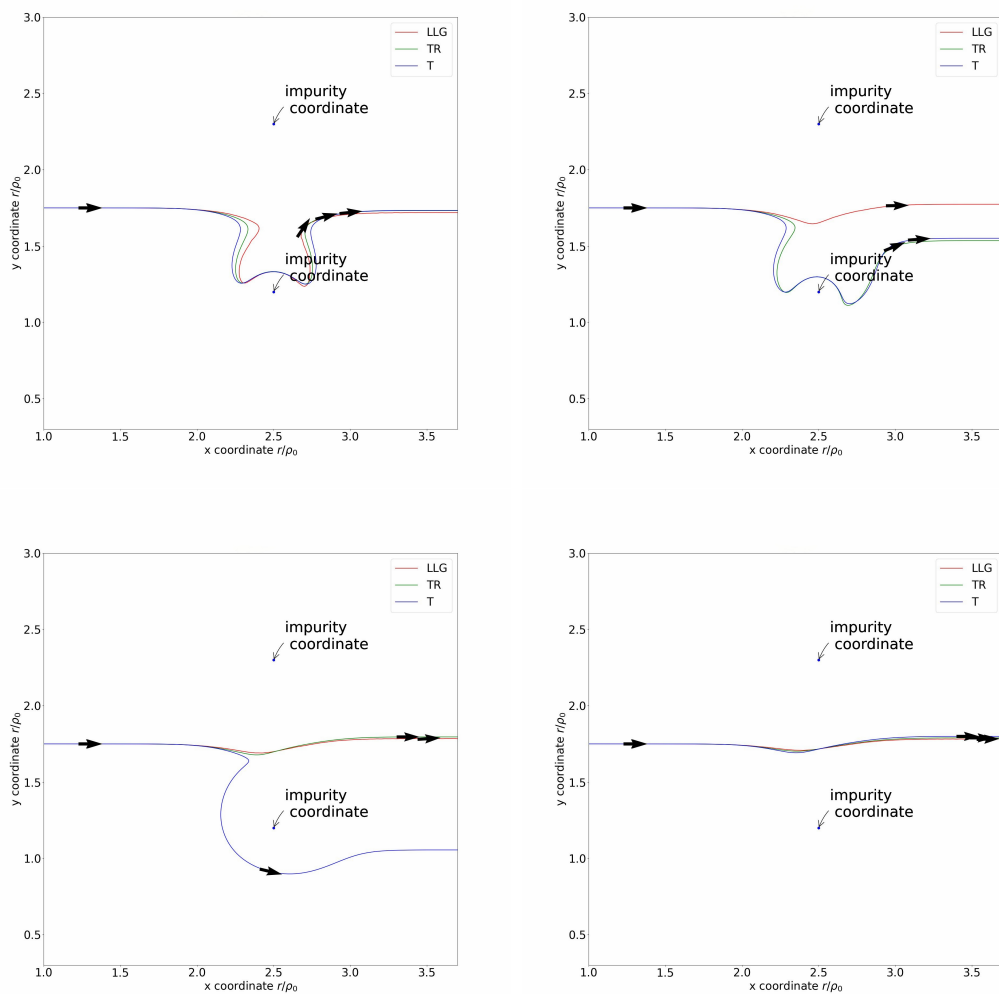 3.0
2.5
2.0
1.5
1.0
0.5
y coordinate r/ρ₀
LLG
TR
T
impurity
coordinate
impurity
coordinate
1.0 1.5 2.0 2.5 3.0 3.5
x coordinate r/ρ₀
3.0
2.5
2.0
1.5
1.0
0.5
y coordinate r/ρ₀
LLG
TR
T
impurity
coordinate
impurity
coordinate
1.0 1.5 2.0 2.5 3.0 3.5
x coordinate r/ρ₀
3.0
2.5
2.0
1.5
1.0
0.5
y coordinate r/ρ₀
LLG
TR
T
impurity
coordinate
impurity
coordinate
1.0 1.5 2.0 2.5 3.0 3.5
x coordinate r/ρ₀
3.0
2.5
2.0
1.5
1.0
0.5
y coordinate r/ρ₀
LLG
TR
T
impurity
coordinate
impurity
coordinate
1.0 1.5 2.0 2.5 3.0 3.5
x coordinate r/ρ₀